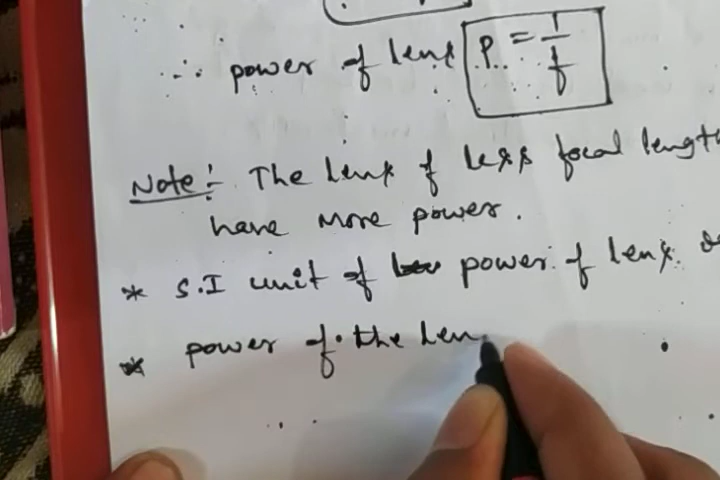 ∴ power of lens P = 1/f
Note:- The lens of less focal length
have more power.
* S.I unit of power of lens
* power of the len